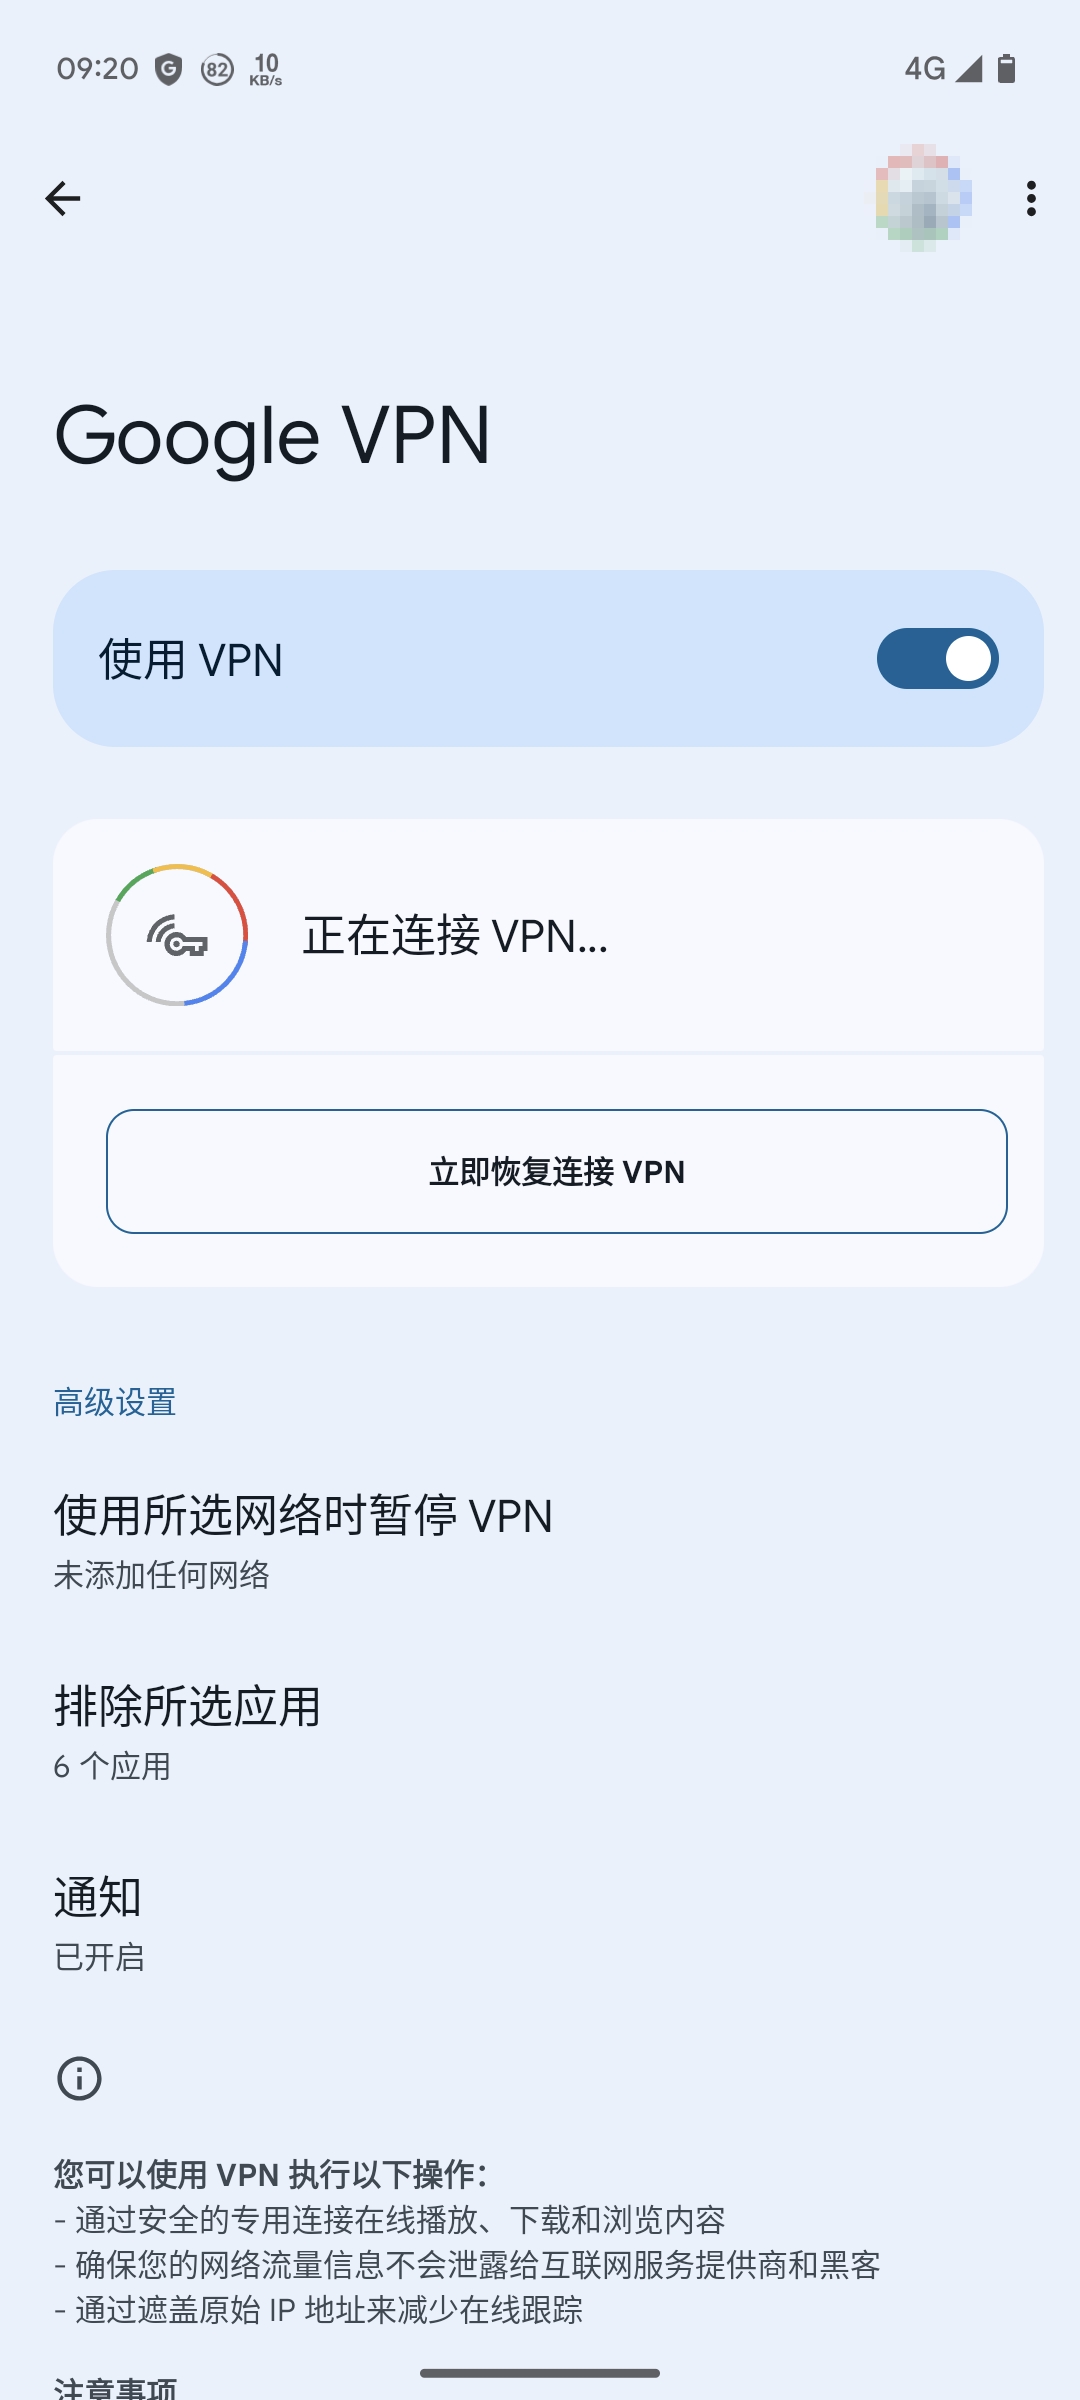 09:20 G 82 10 KB/s 4G
Google VPN
使用 VPN
正在连接 VPN...
立即恢复连接 VPN
高级设置
使用所选网络时暂停 VPN
未添加任何网络
排除所选应用
6 个应用
通知
已开启
您可以使用 VPN 执行以下操作：
- 通过安全的专用连接在线播放、下载和浏览内容
- 确保您的网络流量信息不会泄露给互联网服务提供商和黑客
- 通过遮盖原始 IP 地址来减少在线跟踪
注意事项